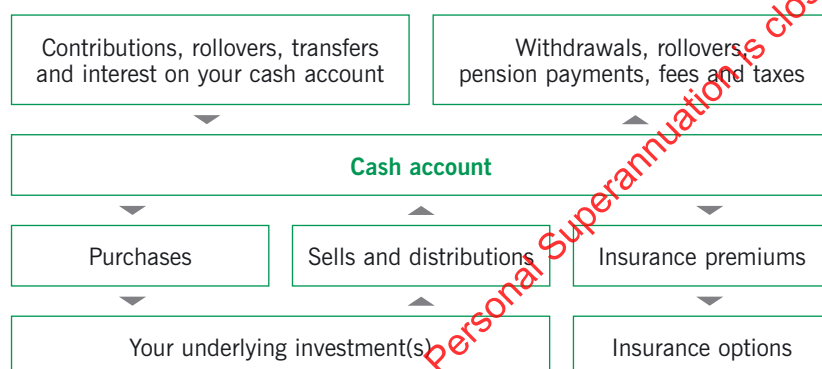 Contributions, rollovers, transfers
and interest on your cash account
Withdrawals, rollovers,
pension payments, fees and taxes
Cash account
Purchases
Sells and distributions
Insurance premiums
Your underlying investment(s)
Insurance options
Personal Superannuation is